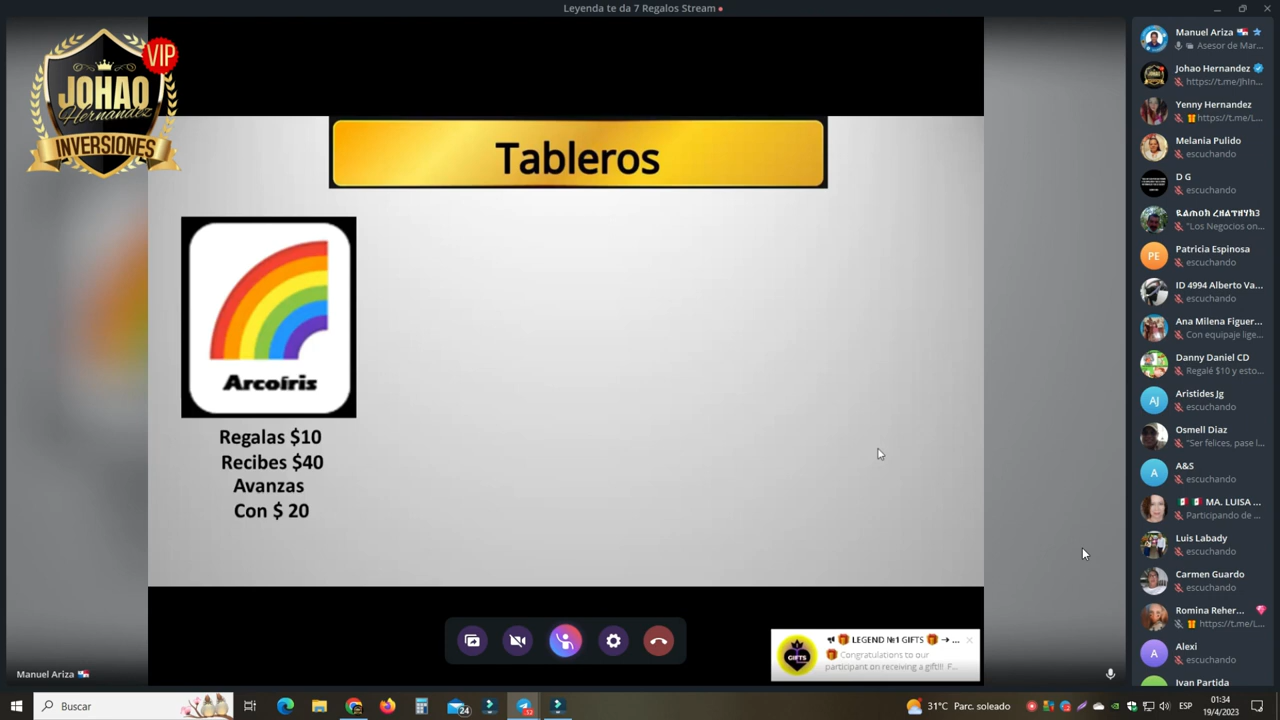 Leyenda te da 7 Regalos Stream
VIP
JOHAO
Hernandez
INVERSIONES
Tableros
Arcoíris
Regalas $10
Recibes $40
Avanzas
Con $ 20
Manuel Ariza
Asesor de Mar...
Johao Hernandez
https://t.me/JhIn...
Yenny Hernandez
https://t.me/L...
Melania Pulido
escuchando
D G
escuchando
"Los Negocios on...
PE
Patricia Espinosa
escuchando
ID 4994 Alberto Va...
escuchando
Ana Milena Figuer...
Con equipaje lige...
Danny Daniel CD
Regalé $10 y esto...
AJ
Aristides Jg
escuchando
Osmell Diaz
"Ser felices, pase l...
A
A&S
escuchando
MA. LUISA ...
Participando de ...
Luis Labady
escuchando
Carmen Guardo
escuchando
Romina Reher...
https://t.me/L...
A
Alexi
escuchando
Ivan Partida
LEGEND №1 GIFTS → ...
Congratulations to our
participant on receiving a gift!!! F...
GIFTS
Manuel Ariza
Buscar
24
31°C Parc. soleado
ESP
01:34
19/4/2023